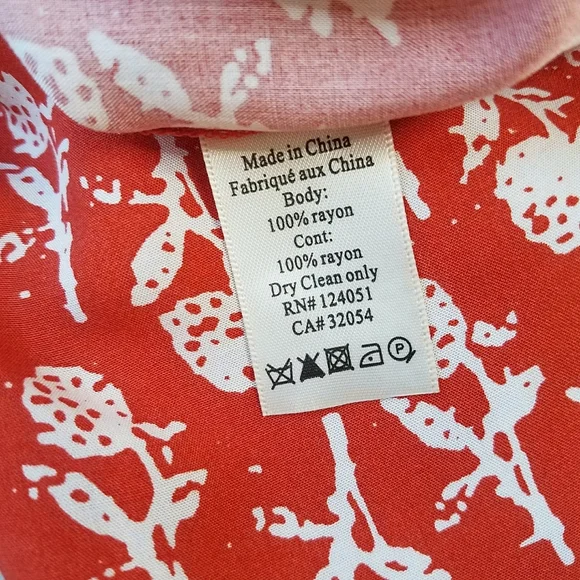 Made in China
Fabriqué aux China
Body:
100% rayon
Cont:
100% rayon
Dry Clean only
RN# 124051
CA# 32054
P